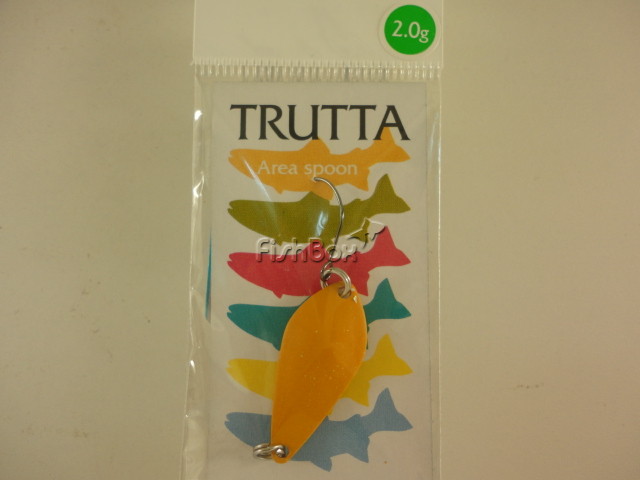 2.0g
TRUTTA
Area spoon
FishBox